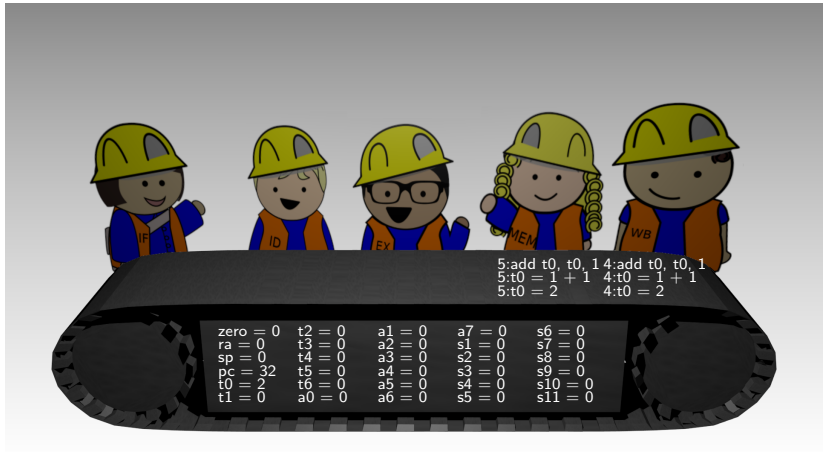 IF
ID
EX
MEM
WB
5:add t0, t0, 1 4:add t0, t0, 1
5:t0 = 1 + 1 4:t0 = 1 + 1
5:t0 = 2 4:t0 = 2
zero = 0 t2 = 0 a1 = 0 a7 = 0 s6 = 0
ra = 0 t3 = 0 a2 = 0 s1 = 0 s7 = 0
sp = 0 t4 = 0 a3 = 0 s2 = 0 s8 = 0
pc = 32 t5 = 0 a4 = 0 s3 = 0 s9 = 0
t0 = 2 t6 = 0 a5 = 0 s4 = 0 s10 = 0
t1 = 0 a0 = 0 a6 = 0 s5 = 0 s11 = 0